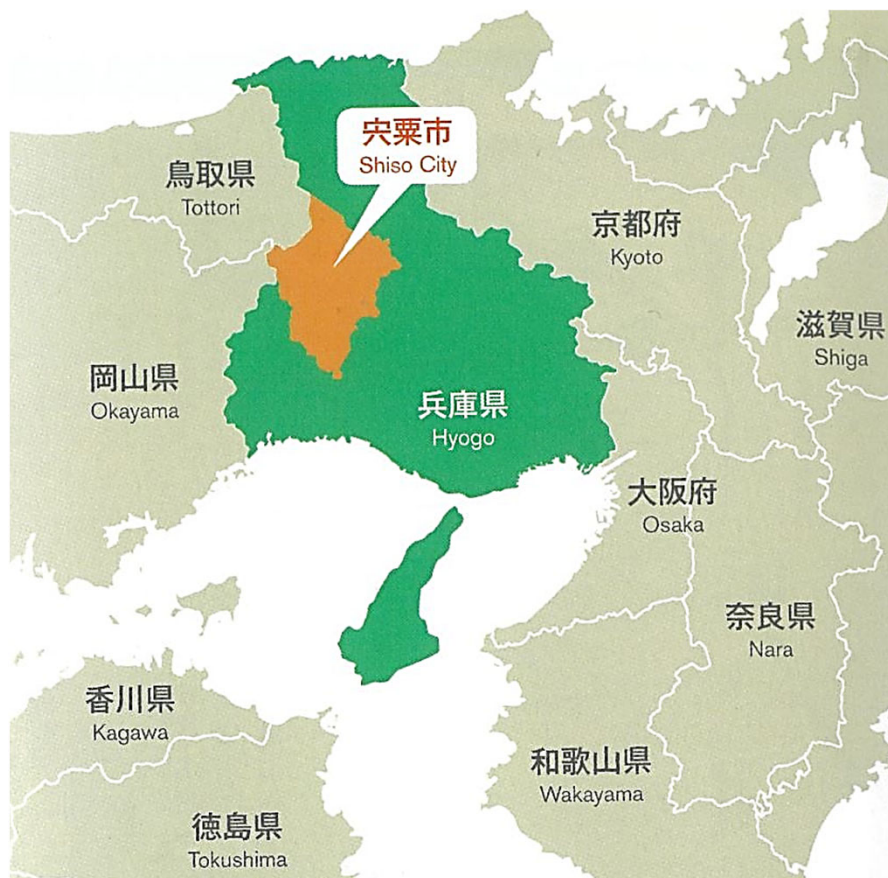 宍粟市
Shiso City
鳥取県
Tottori
京都府
Kyoto
滋賀県
Shiga
岡山県
Okayama
兵庫県
Hyogo
大阪府
Osaka
奈良県
Nara
香川県
Kagawa
和歌山県
Wakayama
徳島県
Tokushima